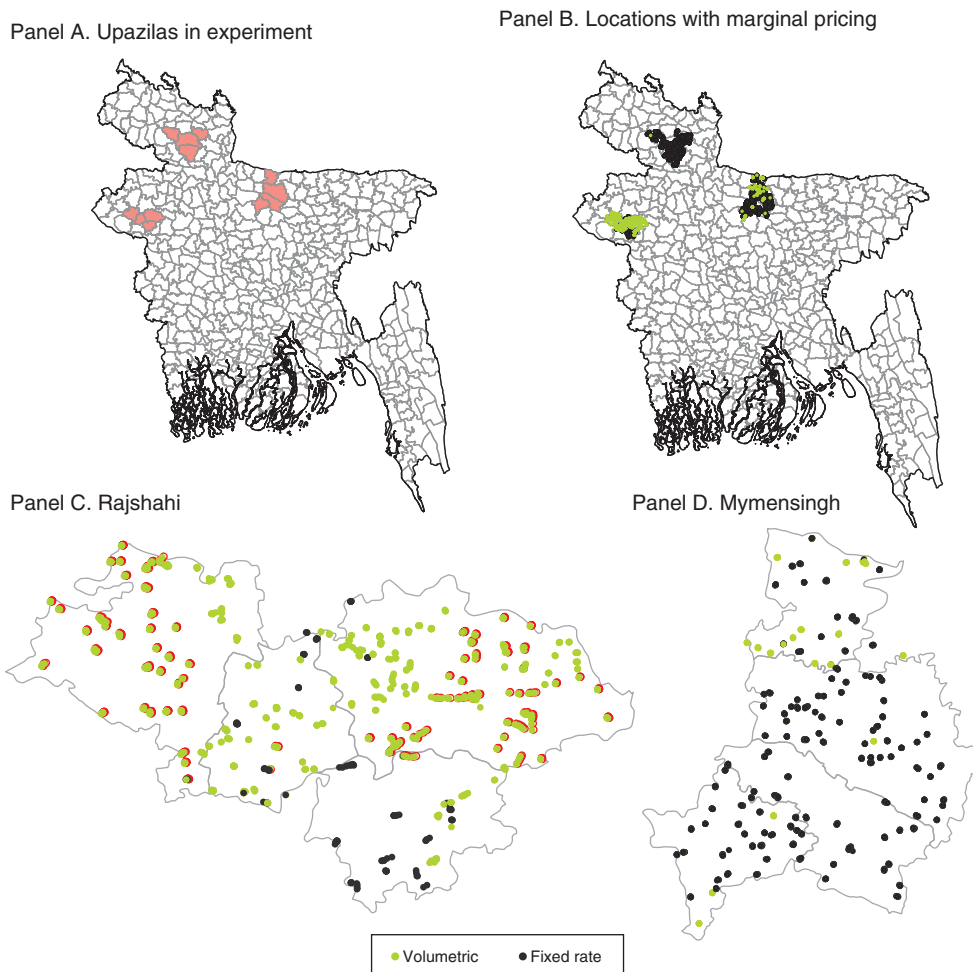 Panel A. Upazilas in experiment
Panel B. Locations with marginal pricing
Panel C. Rajshahi
Panel D. Mymensingh
Volumetric
Fixed rate